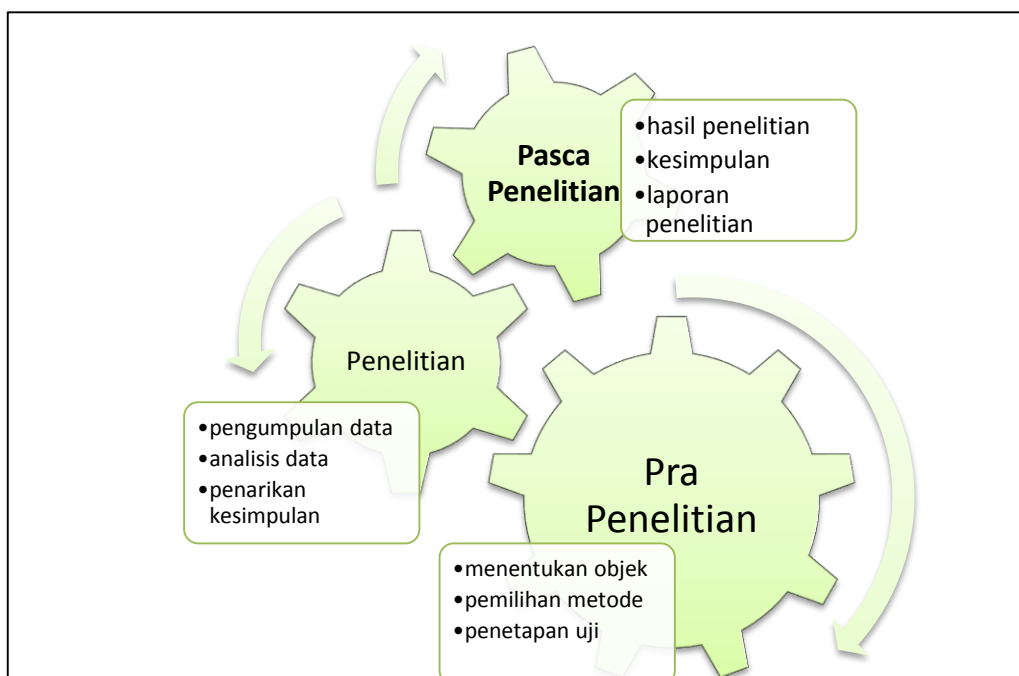 Pasca
Penelitian
•hasil penelitian
•kesimpulan
•laporan
penelitian
Penelitian
•pengumpulan data
•analisis data
•penarikan
kesimpulan
Pra
Penelitian
•menentukan objek
•pemilihan metode
•penetapan uji